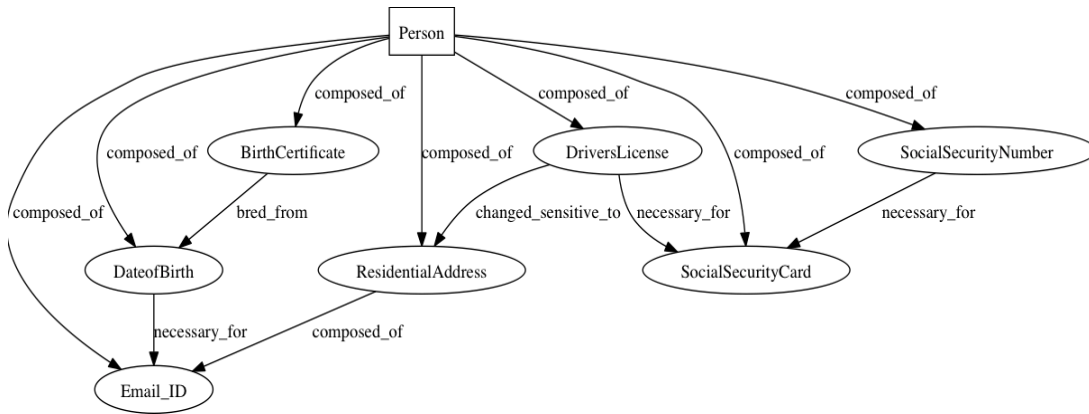 Person
composed_of
composed_of
composed_of
composed_of
BirthCertificate
DriversLicense
SocialSecurityNumber
composed_of
composed_of
composed_of
composed_of
bred_from
changed_sensitive_to
necessary_for
necessary_for
DateofBirth
ResidentialAddress
SocialSecurityCard
necessary_for
composed_of
Email_ID